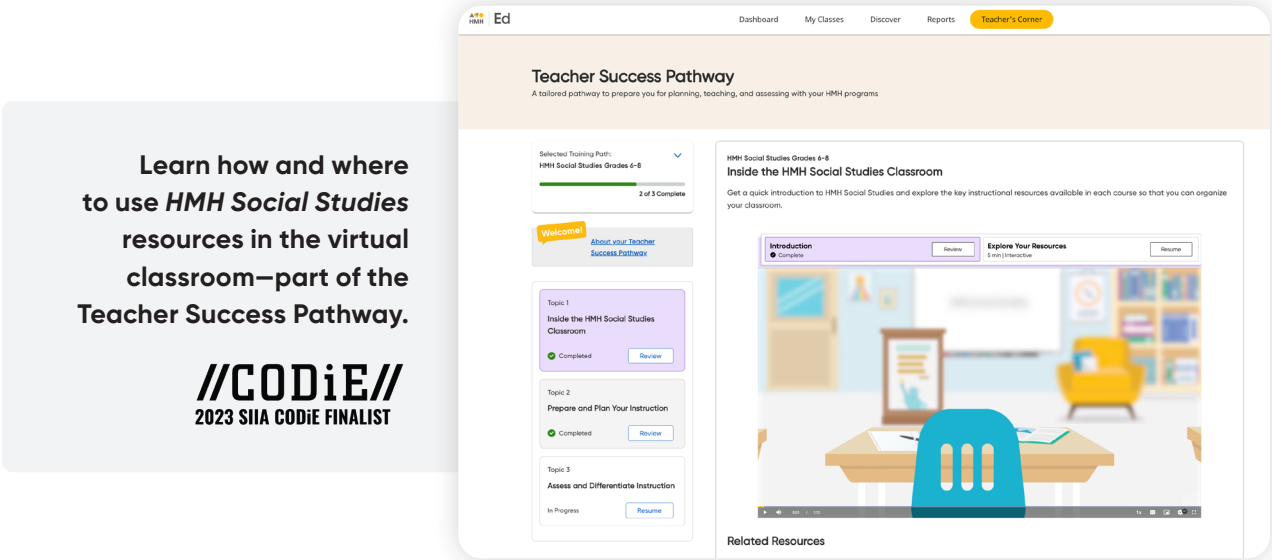 Learn how and where
to use HMH Social Studies
resources in the virtual
classroom—part of the
Teacher Success Pathway.
//CODiE//
2023 SIIA CODiE FINALIST
HMH
Ed
Dashboard
My Classes
Discover
Reports
Teacher's Corner
Teacher Success Pathway
A tailored pathway to prepare you for planning, teaching, and assessing with your HMH programs
Selected Training Path:
HMH Social Studies Grades 6-8
2 of 3 Complete
Welcome!
About your Teacher
Success Pathway
Topic 1
Inside the HMH Social Studies
Classroom
Completed
Review
Topic 2
Prepare and Plan Your Instruction
Completed
Review
Topic 3
Assess and Differentiate Instruction
In Progress
Resume
HMH Social Studies Grades 6-8
Inside the HMH Social Studies Classroom
Get a quick introduction to HMH Social Studies and explore the key instructional resources available in each course so that you can organize
your classroom.
Introduction
Complete
Review
Explore Your Resources
5 min | Interactive
Resume
1x
Related Resources